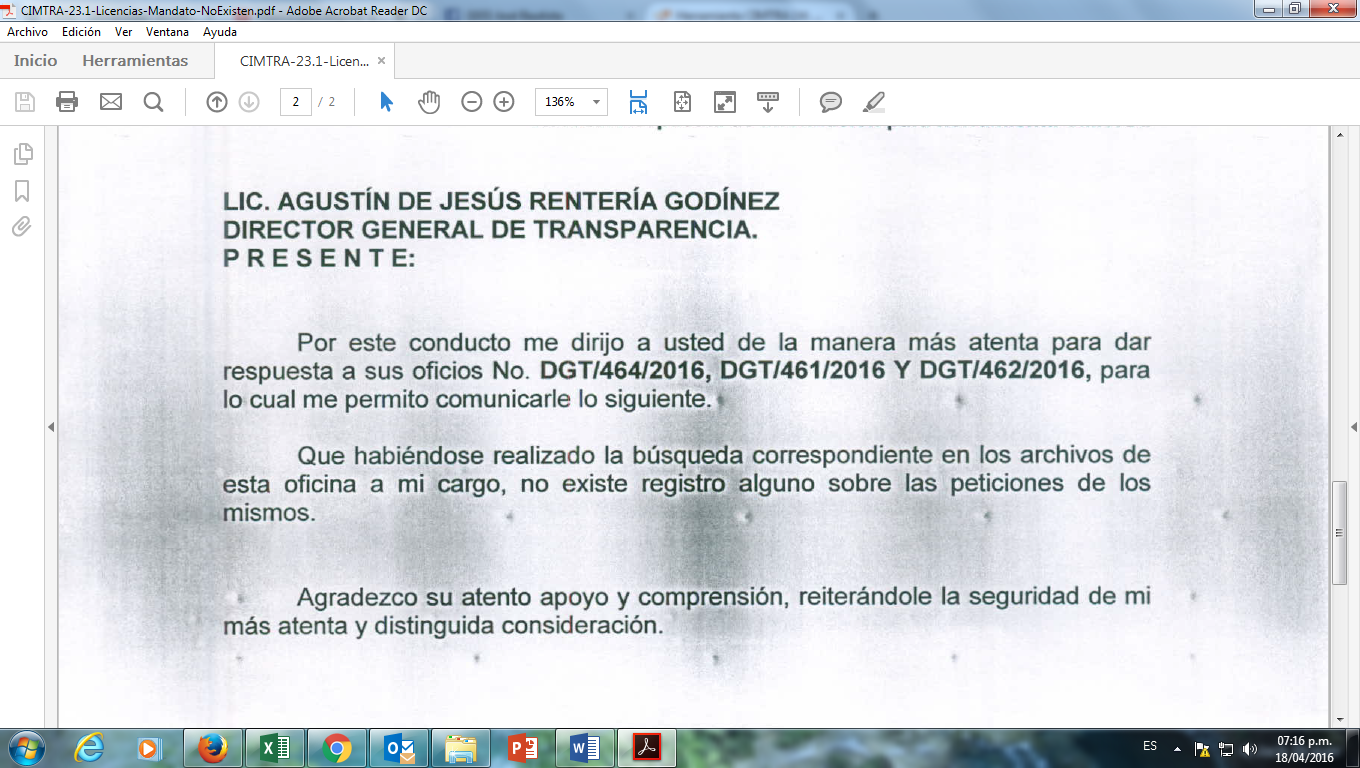 CIMTRA-23.1-Licencias-Mandato-NoExisten.pdf - Adobe Acrobat Reader DC
Archivo Edición Ver Ventana Ayuda
Inicio Herramientas CIMTRA-23.1-Licen... ×
2 / 2 136%
LIC. AGUSTÍN DE JESÚS RENTERÍA GODÍNEZ
DIRECTOR GENERAL DE TRANSPARENCIA.
P R E S E N T E:
Por este conducto me dirijo a usted de la manera más atenta para dar
respuesta a sus oficios No. DGT/464/2016, DGT/461/2016 Y DGT/462/2016, para
lo cual me permito comunicarle lo siguiente.
Que habiéndose realizado la búsqueda correspondiente en los archivos de
esta oficina a mi cargo, no existe registro alguno sobre las peticiones de los
mismos.
Agradezco su atento apoyo y comprensión, reiterándole la seguridad de mi
más atenta y distinguida consideración.
ES
07:16 p.m.
18/04/2016